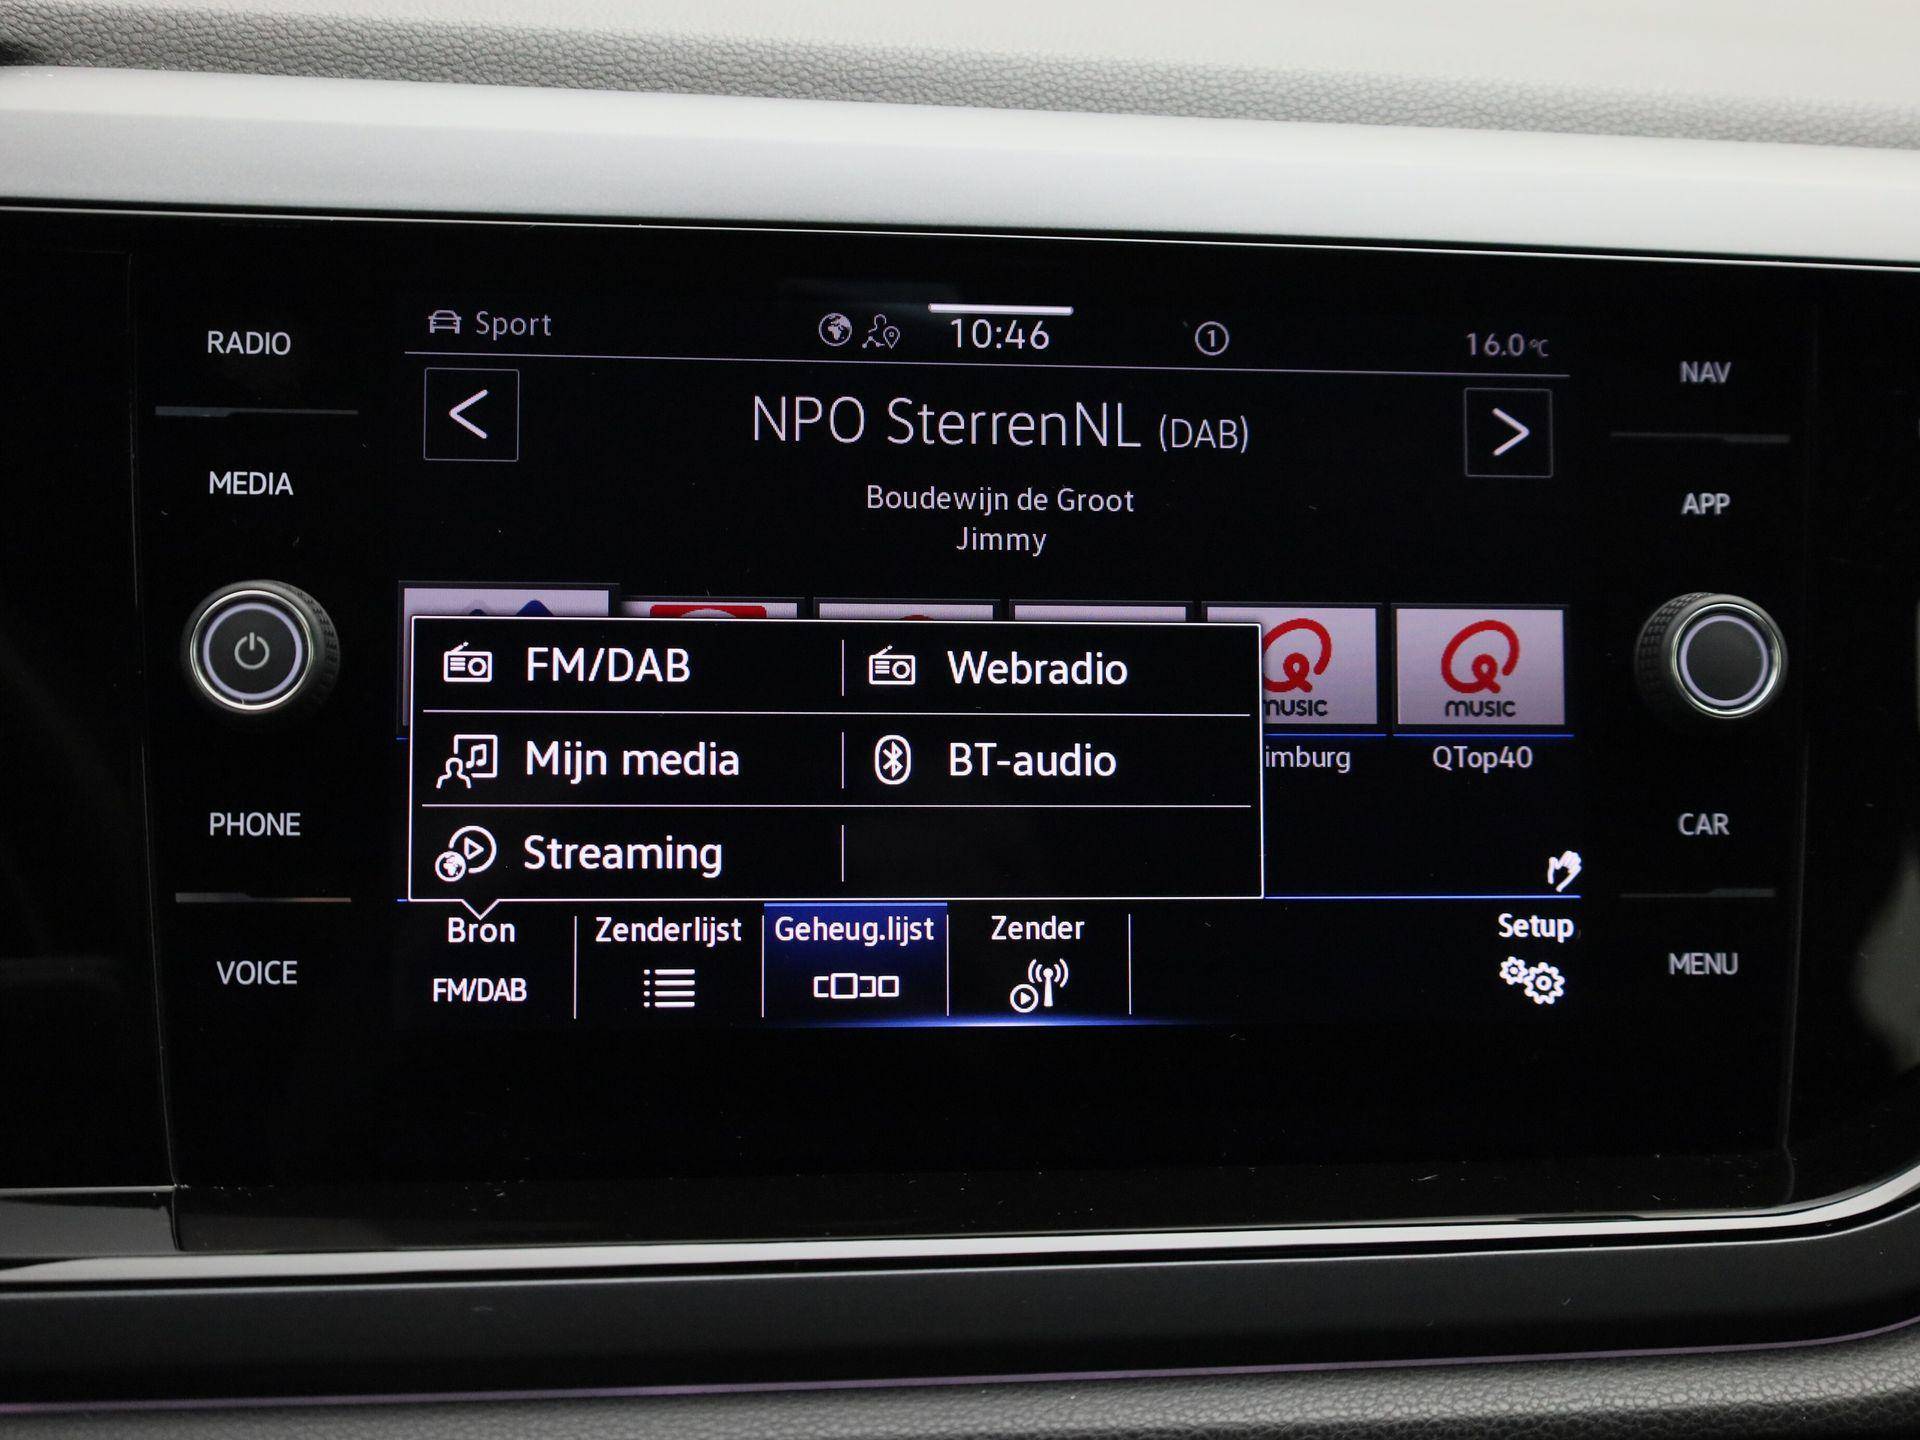 RADIO
MEDIA
PHONE
VOICE
Sport
10:46
1
16.0°C
NPO SterrenNL (DAB)
Boudewijn de Groot
Jimmy
FM/DAB
Webradio
Mijn media
BT-audio
Streaming
MUSIC
MUSIC
imburg
QTop40
Bron
Zenderlijst
Geheug.lijst
Zender
Setup
FM/DAB
NAV
APP
CAR
MENU